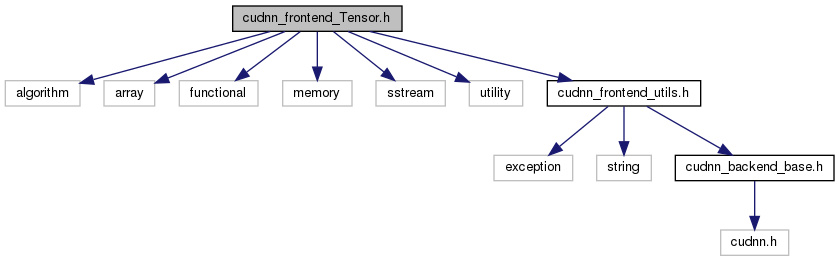 cudnn_frontend_Tensor.h
algorithm
array
functional
memory
sstream
utility
cudnn_frontend_utils.h
exception
string
cudnn_backend_base.h
cudnn.h